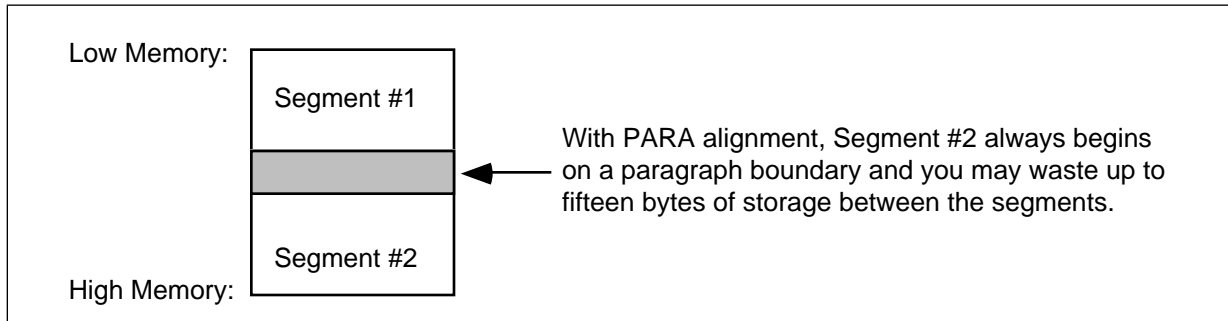 Low Memory:
Segment #1
With PARA alignment, Segment #2 always begins
on a paragraph boundary and you may waste up to
fifteen bytes of storage between the segments.
Segment #2
High Memory: